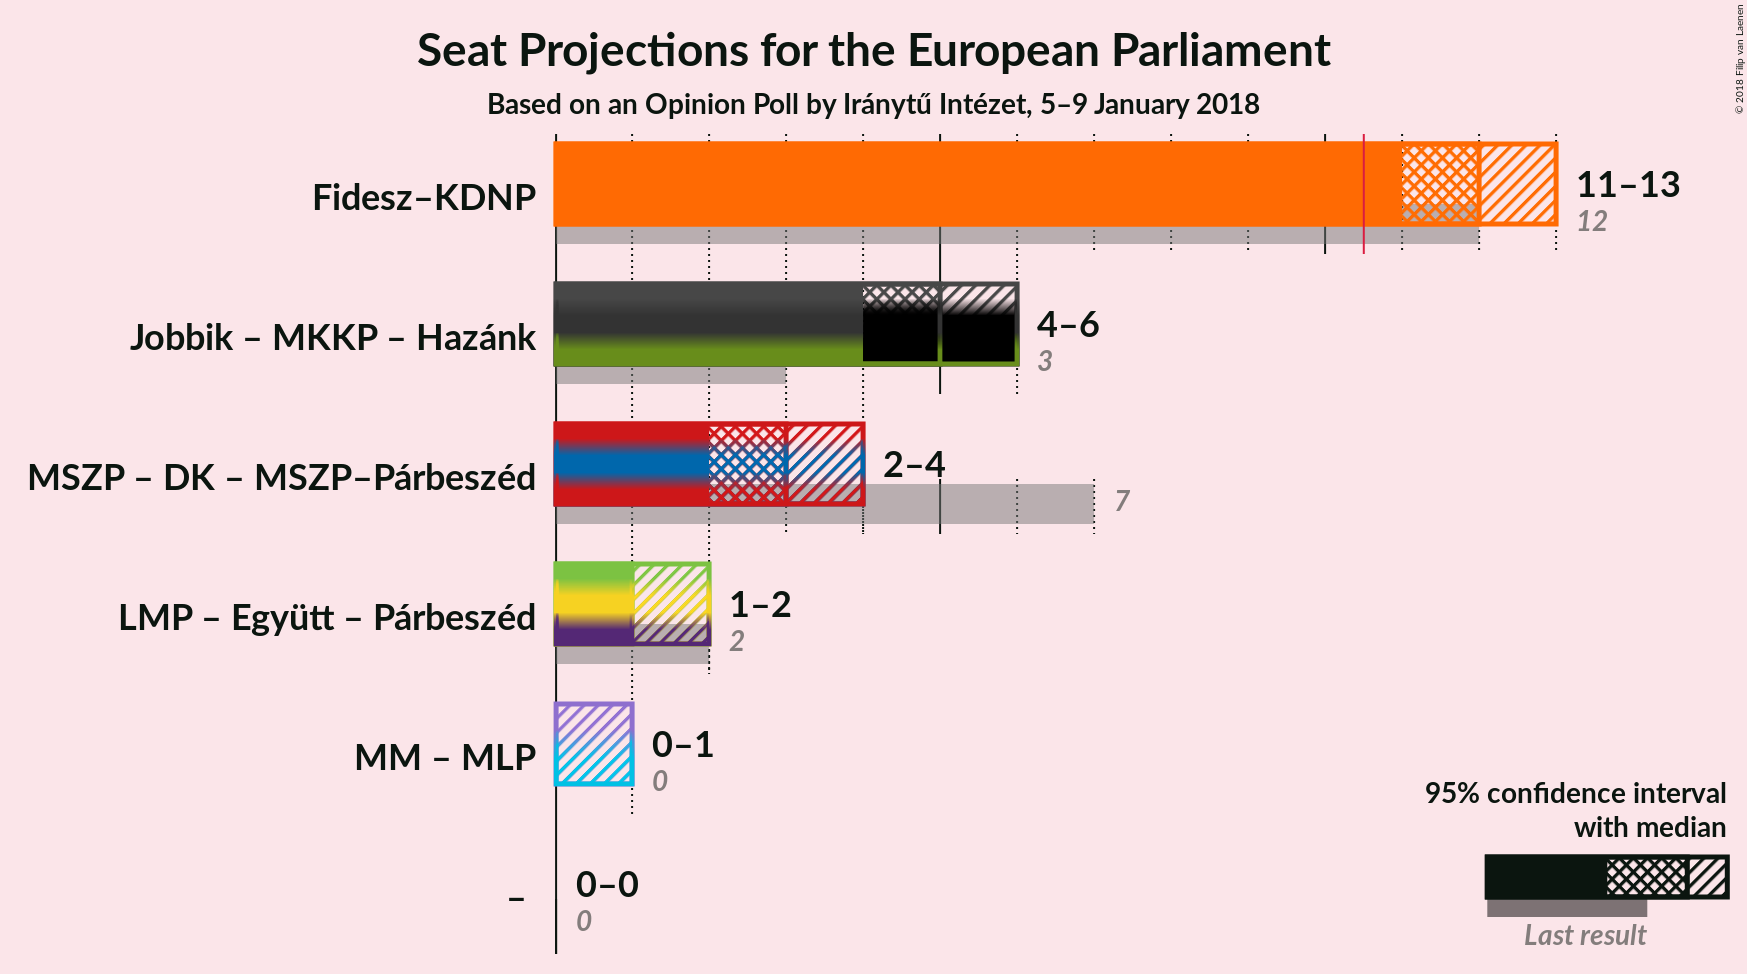 Seat Projections for the European Parliament
Based on an Opinion Poll by Iránytű Intézet, 5–9 January 2018
© 2018 Filip van Laenen
Fidesz–KDNP
11–13
12
Jobbik – MKKP – Hazánk
4–6
3
MSZP – DK – MSZP–Párbeszéd
2–4
7
LMP – Együtt – Párbeszéd
1–2
2
MM – MLP
0–1
0
–
0–0
0
95% confidence interval
with median
Last result